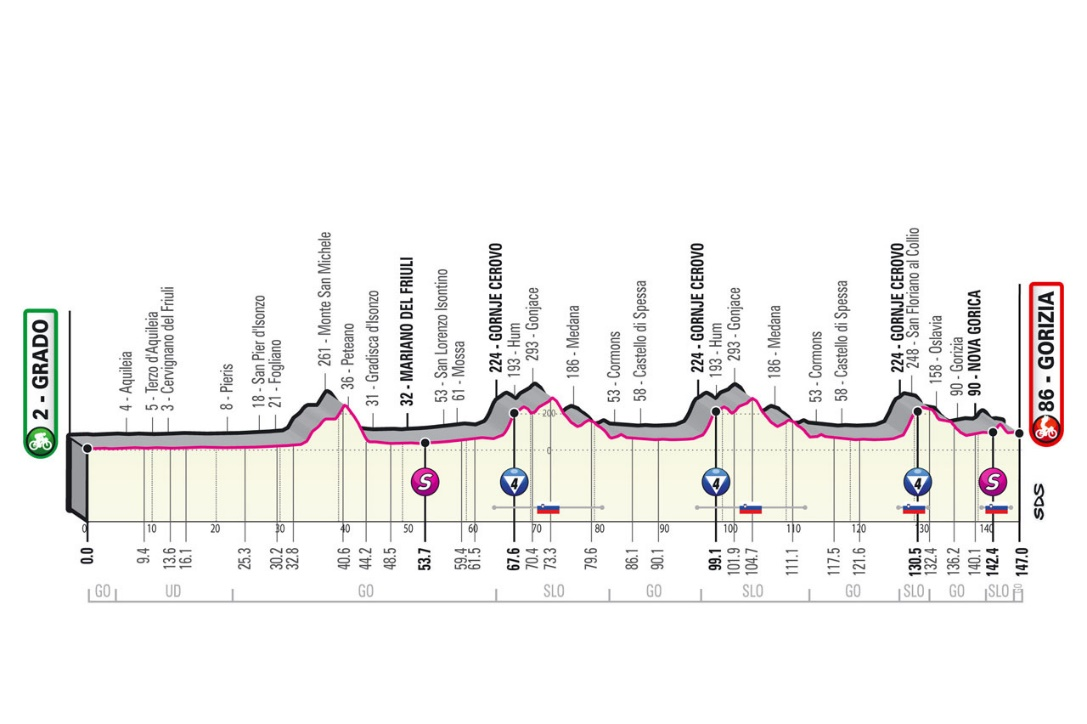 2 - GRADO
4 - Aquileia
5 - Terzo d'Aquileia
3 - Cervignano del Friuli
8 - Pieris
18 - San Pier d'Isonzo
21 - Fogliano
261 - Monte San Michele
36 - Peteano
31 - Gradisca d'Isonzo
32 - MARIANO DEL FRIULI
53 - San Lorenzo Isontino
61 - Mossa
224 - GORNJE CEROVO
193 - Hum
293 - Gonjace
186 - Medana
53 - Cormons
58 - Castello di Spessa
224 - GORNJE CEROVO
193 - Hum
293 - Gonjace
186 - Medana
53 - Cormons
58 - Castello di Spessa
224 - GORNJE CEROVO
248 - San Floriano al Collio
158 - Oslavia
90 - Gorizia
90 - NOVA GORICA
86 - GORIZIA
200
0
S
4
4
4
S
SDS
0 10 20 30 40 50 60 70 80 90 100 110 120 130 140
0.0 9.4 13.6 16.1 25.3 30.2 32.8 40.6 44.2 48.5 53.7 59.4 61.5 67.6 70.4 73.3 79.6 86.1 90.1 99.1 101.9 104.7 111.1 117.5 121.6 130.5 132.4 136.2 140.1 142.4 147.0
GO UD GO SLO GO SLO GO SLO GO SLO GO